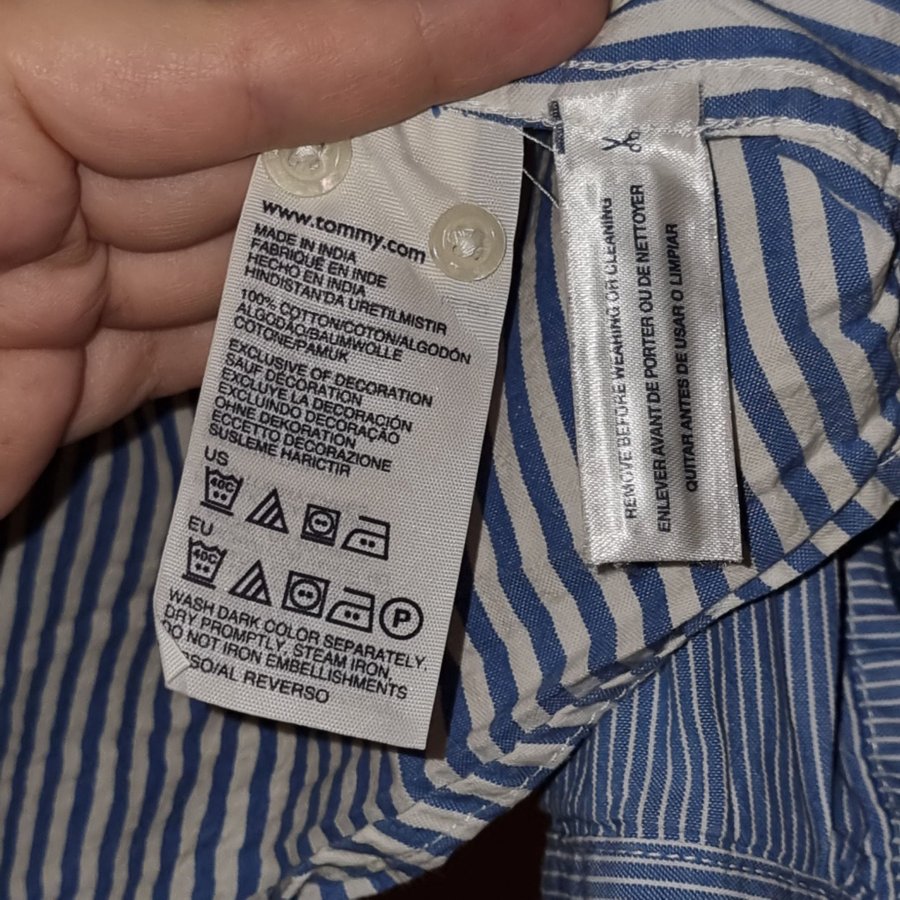 www.tommy.com
MADE IN INDIA
FABRIQUÉ EN INDE
HECHO EN INDIA
HINDISTAN'DA URETILMISTIR
100% COTTON/COTON/ALGODÓN
ALGODÃO/BAUMWOLLE
COTONE/PAMUK
EXCLUSIVE OF DECORATION
SAUF DÉCORATION
EXCLUYE LA DECORACIÓN
EXCLUINDO DECORAÇÃO
OHNE DEKORATION
ECCETTO DECORAZIONE
SUSLEME HARICTIR
US
40C
EU
40C
P
WASH DARK COLOR SEPARATELY.
DRY PROMPTLY, STEAM IRON,
DO NOT IRON EMBELLISHMENTS
/AL REVERSO
REMOVE BEFORE WEARING OR CLEANING
ENLEVER AVANT DE PORTER OU DE NETTOYER
QUITAR ANTES DE USAR O LIMPIAR